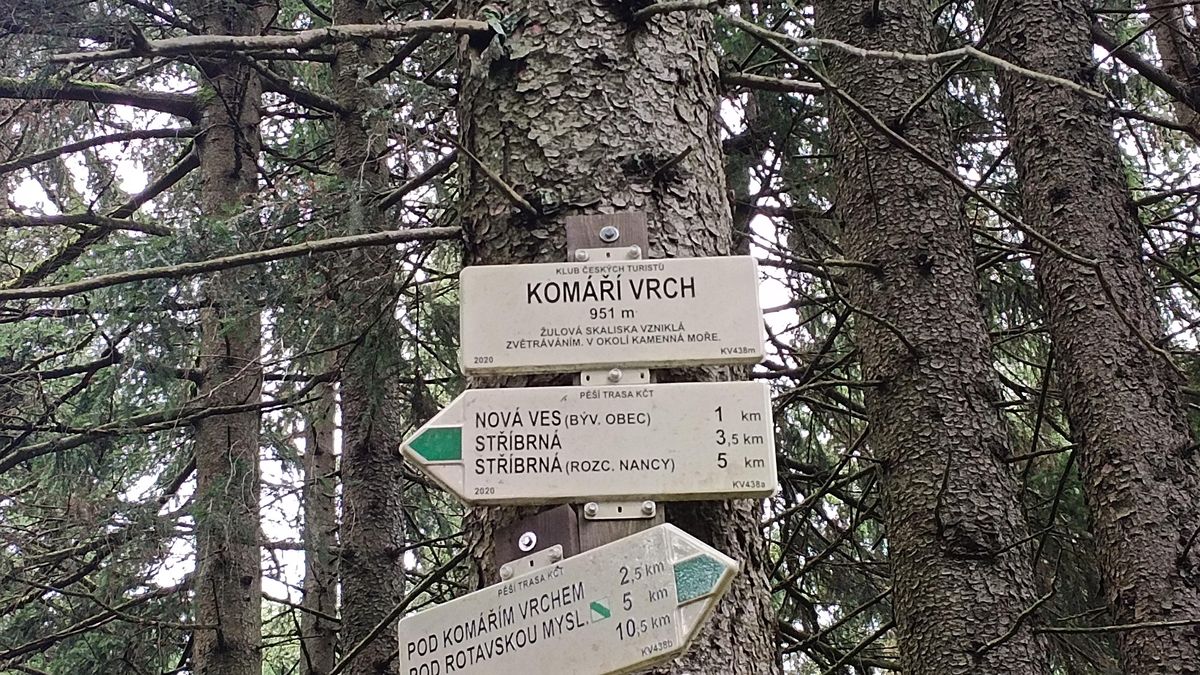 KLUB ČESKÝCH TURISTŮ
KOMÁŘÍ VRCH
951 m
ŽULOVÁ SKALISKA VZNIKLÁ
ZVĚTRÁVÁNÍM. V OKOLÍ KAMENNÁ MOŘE.
2020 KV438m
PĚŠÍ TRASA KČT
NOVÁ VES (BÝV. OBEC) 1 km
STŘÍBRNÁ 3,5 km
STŘÍBRNÁ (ROZC. NANCY) 5 km
2020 KV438a
PĚŠÍ TRASA KČT
POD KOMÁŘÍM VRCHEM 2,5 km
POD ROTAVSKOU MYSL. 5 km
10,5 km
KV438b